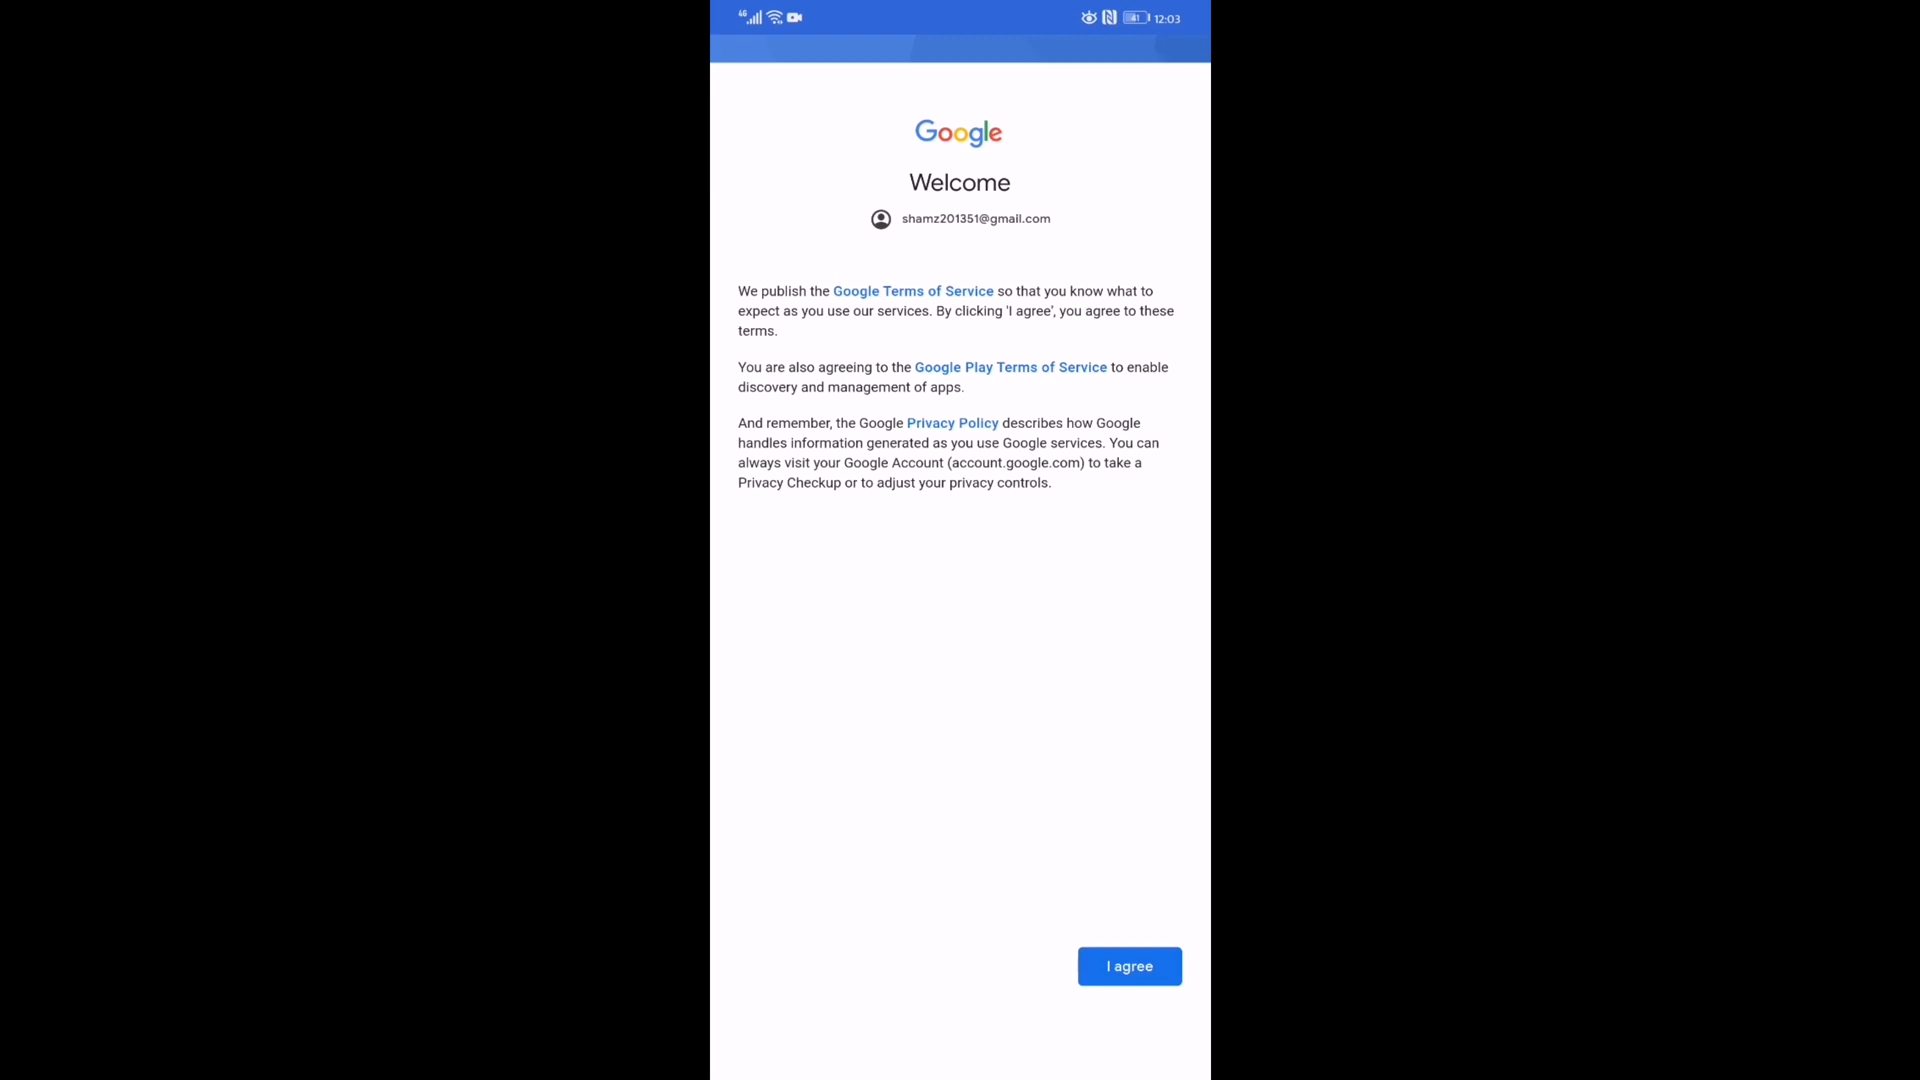 4G 41 12:03
Google
Welcome
shamz201351@gmail.com
We publish the Google Terms of Service so that you know what to
expect as you use our services. By clicking 'I agree', you agree to these
terms.
You are also agreeing to the Google Play Terms of Service to enable
discovery and management of apps.
And remember, the Google Privacy Policy describes how Google
handles information generated as you use Google services. You can
always visit your Google Account (account.google.com) to take a
Privacy Checkup or to adjust your privacy controls.
I agree